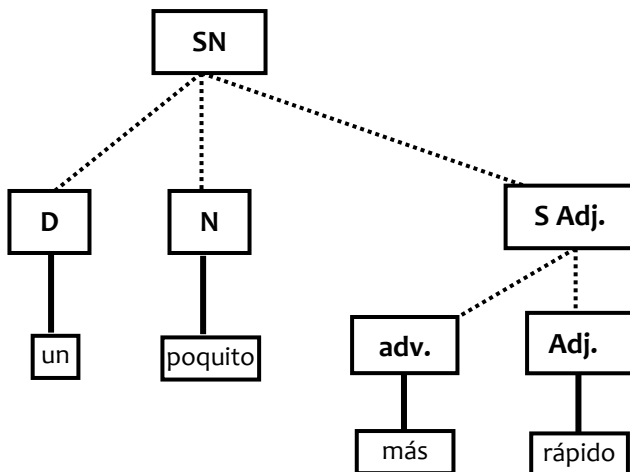 SN
D
N
S Adj.
un
poquito
adv.
Adj.
más
rápido